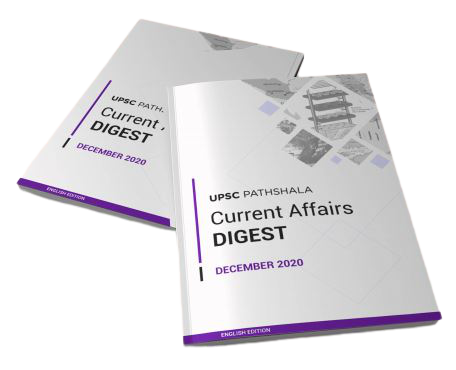 UPSC PATH
Current
DIGEST
DECEMBER 2020
ENGLISH EDITION
UPSC PATHSHALA
Current Affairs
DIGEST
DECEMBER 2020
ENGLISH EDITION